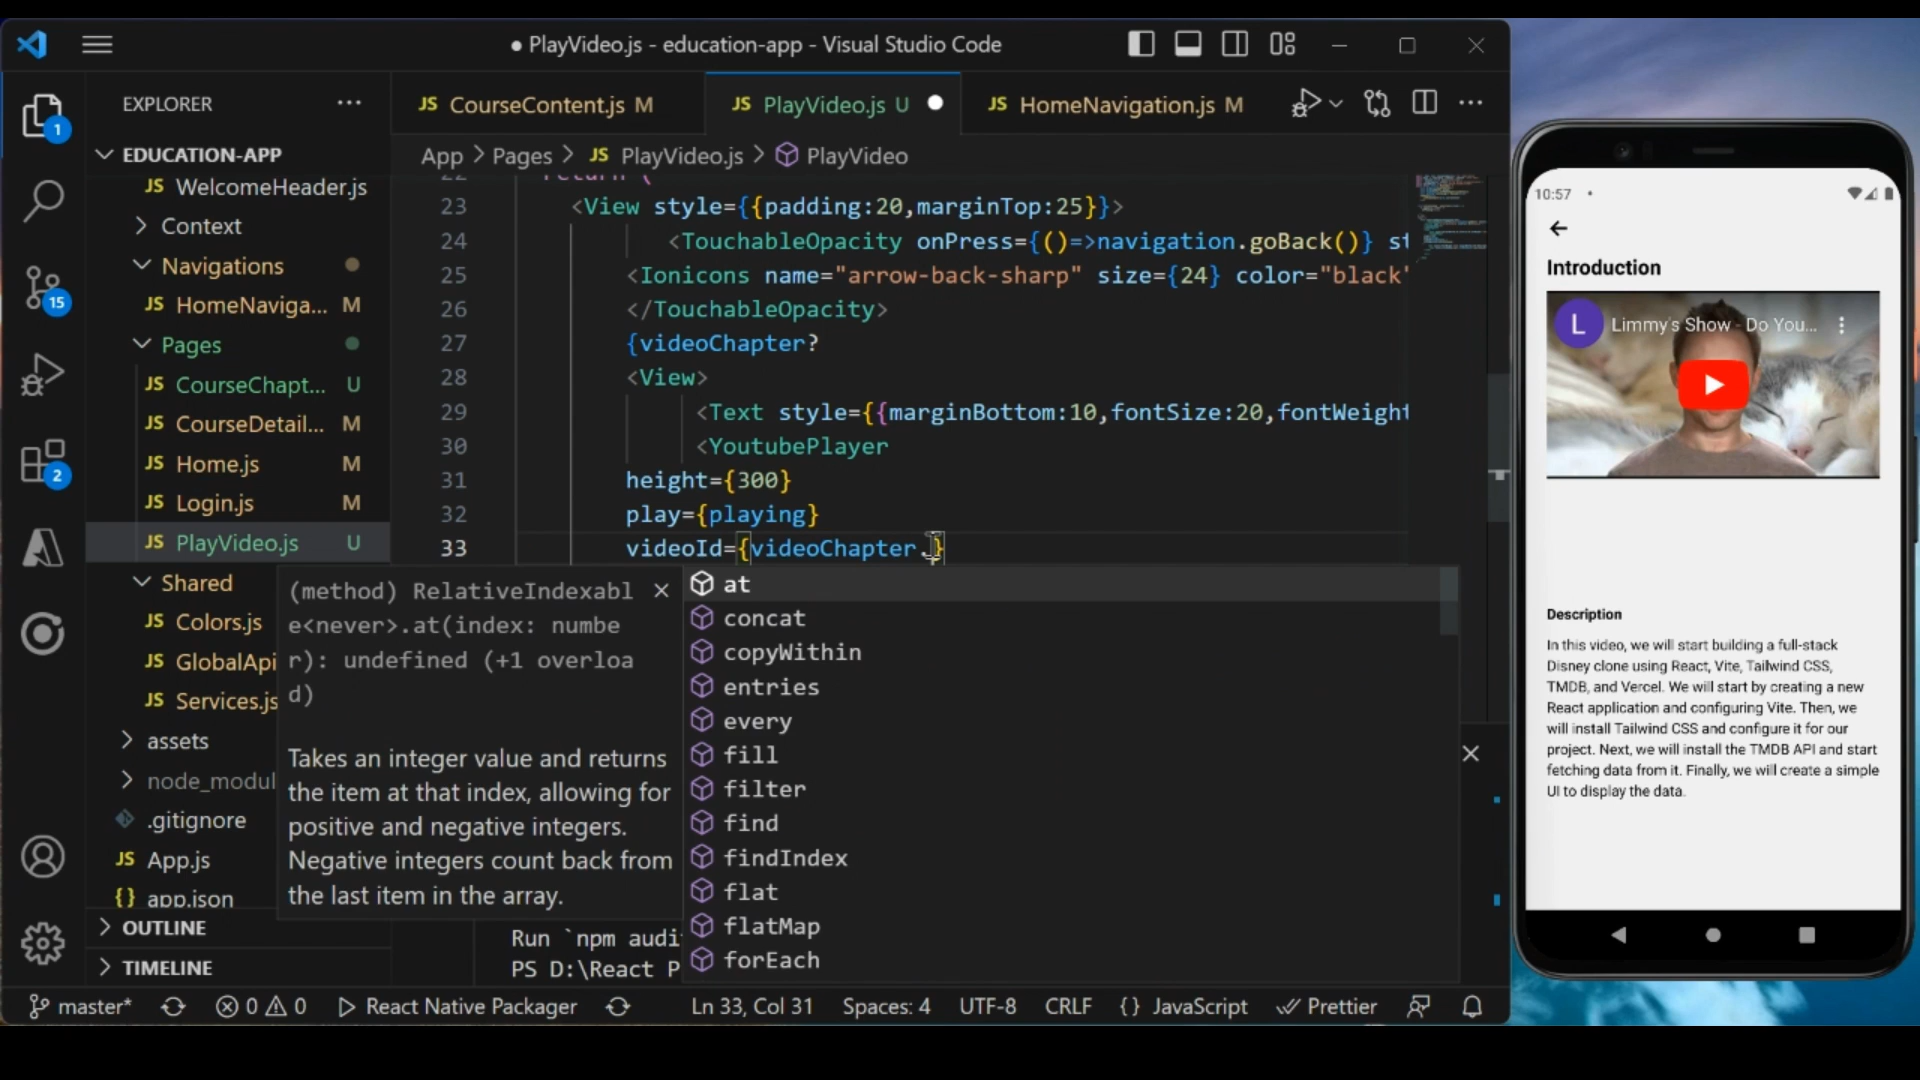 ● PlayVideo.js - education-app - Visual Studio Code
EXPLORER
JS CourseContent.js M
JS PlayVideo.js U
JS HomeNavigation.js M
EDUCATION-APP
App > Pages > JS PlayVideo.js > PlayVideo
JS WelcomeHeader.js
Context
Navigations
JS HomeNaviga... M
Pages
JS CourseChapt... U
JS CourseDetail... M
JS Home.js M
JS Login.js M
JS PlayVideo.js U
Shared
JS Colors.js
JS GlobalApi
JS Services.js
assets
node_modul
.gitignore
JS App.js
{} app.json
OUTLINE
TIMELINE
1
15
2
22 return (
23 <View style={{padding:20,marginTop:25}}>
24 <TouchableOpacity onPress={()=>navigation.goBack()} st
25 <Ionicons name="arrow-back-sharp" size={24} color="black"
26 </TouchableOpacity>
27 {videoChapter?
28 <View>
29 <Text style={{marginBottom:10,fontSize:20,fontWeight
30 <YoutubePlayer
31 height={300}
32 play={playing}
33 videoId={videoChapter.}
(method) RelativeIndexabl
e<never>.at(index: numbe
r): undefined (+1 overloa
d)
Takes an integer value and returns
the item at that index, allowing for
positive and negative integers.
Negative integers count back from
the last item in the array.
at
concat
copyWithin
entries
every
fill
filter
find
findIndex
flat
flatMap
forEach
Run `npm audi
PS D:\React P
master* 0 0 React Native Packager Ln 33, Col 31 Spaces: 4 UTF-8 CRLF {} JavaScript Prettier
10:57
Introduction
L Limmy's Show - Do You...
Description
In this video, we will start building a full-stack
Disney clone using React, Vite, Tailwind CSS,
TMDB, and Vercel. We will start by creating a new
React application and configuring Vite. Then, we
will install Tailwind CSS and configure it for our
project. Next, we will install the TMDB API and start
fetching data from it. Finally, we will create a simple
UI to display the data.